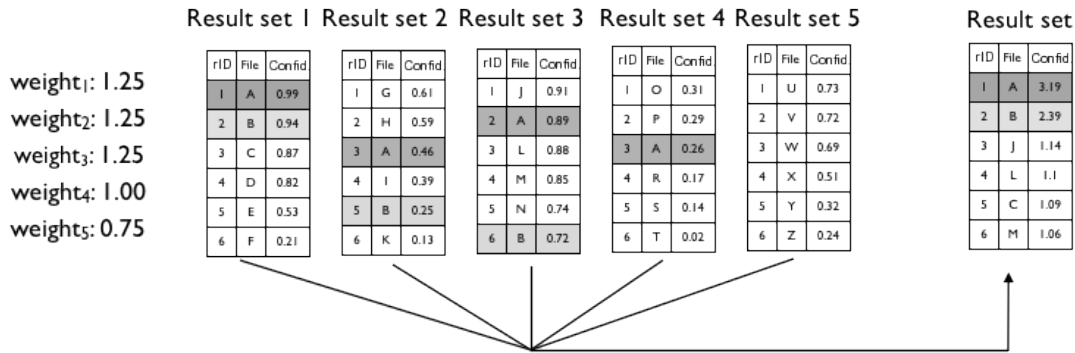 Result set 1 Result set 2 Result set 3 Result set 4 Result set 5 Result set
weight₁: 1.25
weight₂: 1.25
weight₃: 1.25
weight₄: 1.00
weight₅: 0.75
rID File Confid.
1 A 0.99
2 B 0.94
3 C 0.87
4 D 0.82
5 E 0.53
6 F 0.21
rID File Confid.
1 G 0.61
2 H 0.59
3 A 0.46
4 I 0.39
5 B 0.25
6 K 0.13
rID File Confid.
1 J 0.91
2 A 0.89
3 L 0.88
4 M 0.85
5 N 0.74
6 B 0.72
rID File Confid.
1 O 0.31
2 P 0.29
3 A 0.26
4 R 0.17
5 S 0.14
6 T 0.02
rID File Confid.
1 U 0.73
2 V 0.72
3 W 0.69
4 X 0.51
5 Y 0.32
6 Z 0.24
rID File Confid.
1 A 3.19
2 B 2.39
3 J 1.14
4 L 1.1
5 C 1.09
6 M 1.06